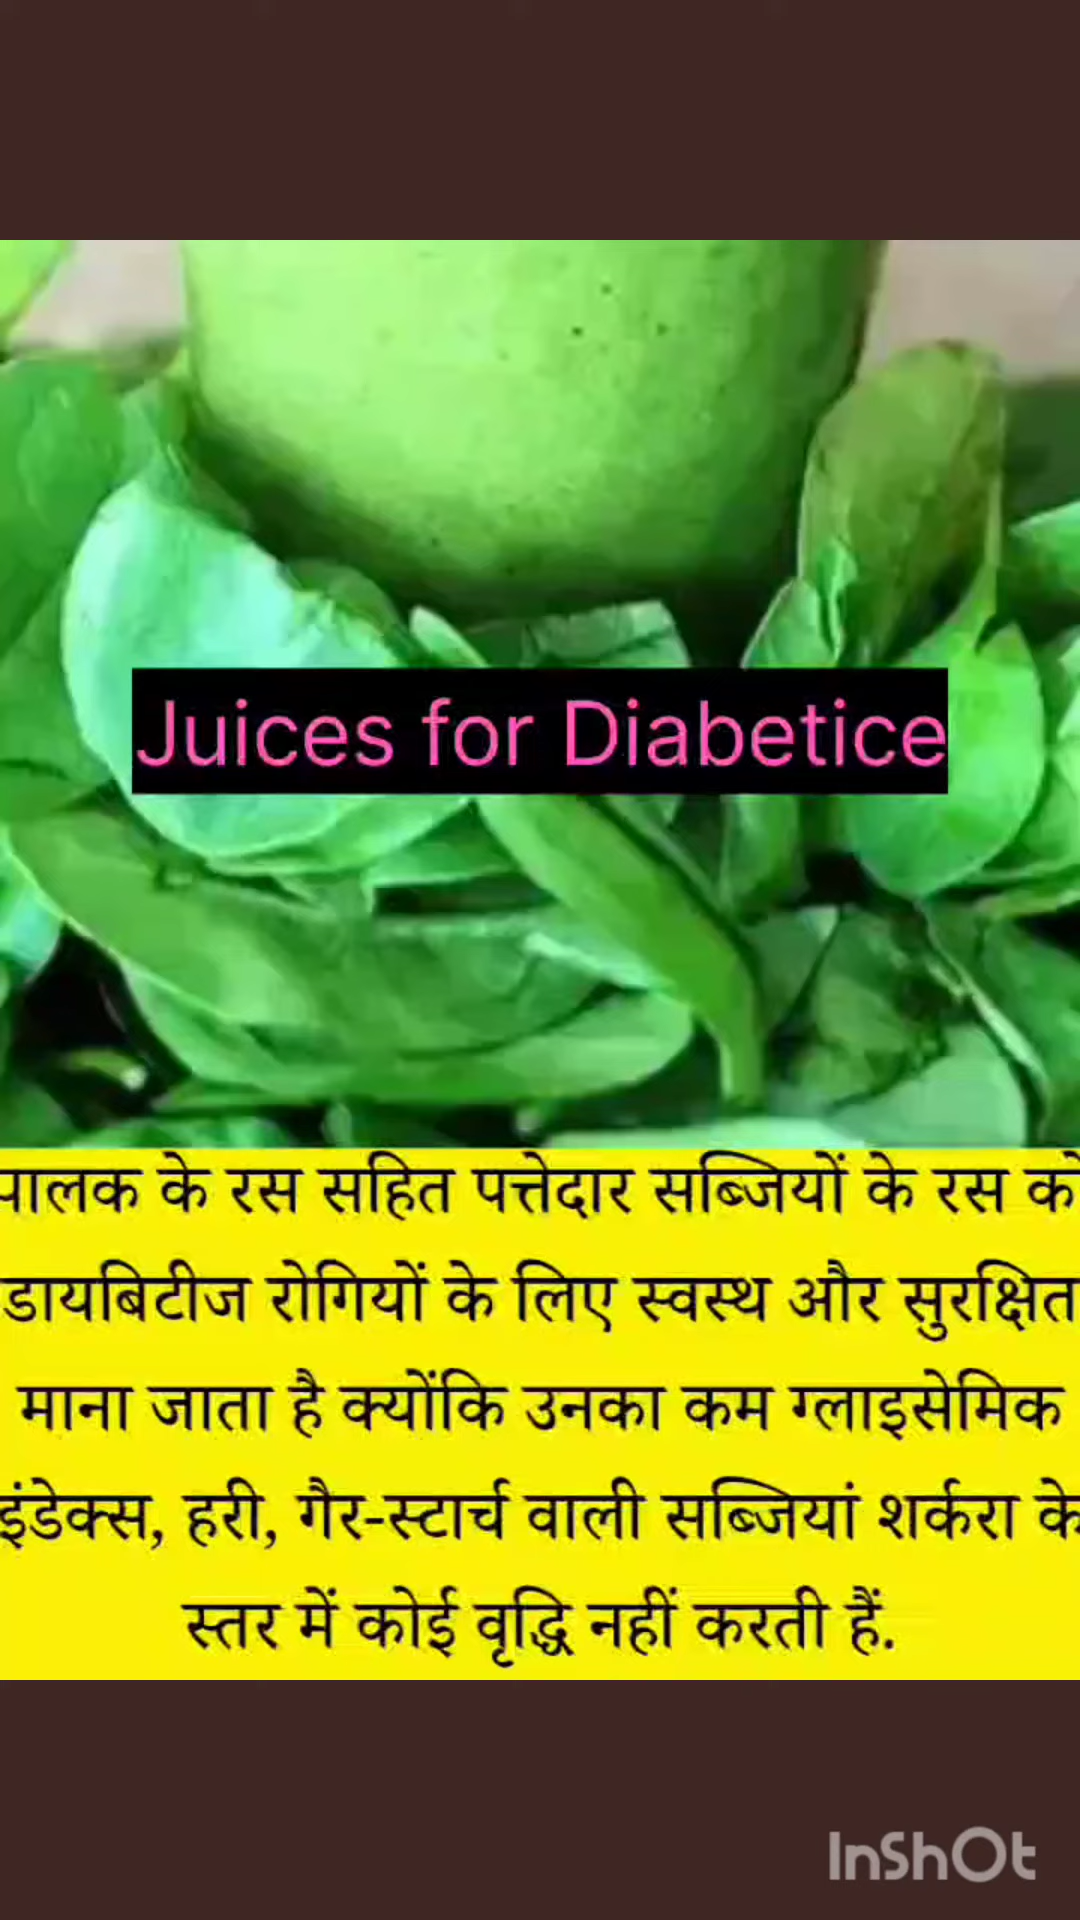 Juices for Diabetice
पालक के रस सहित पत्तेदार सब्जियों के रस को
डायबिटीज रोगियों के लिए स्वस्थ और सुरक्षित
माना जाता है क्योंकि उनका कम ग्लाइसेमिक
इंडेक्स, हरी, गैर-स्टार्च वाली सब्जियां शर्करा के
स्तर में कोई वृद्धि नहीं करती हैं.
InShOt